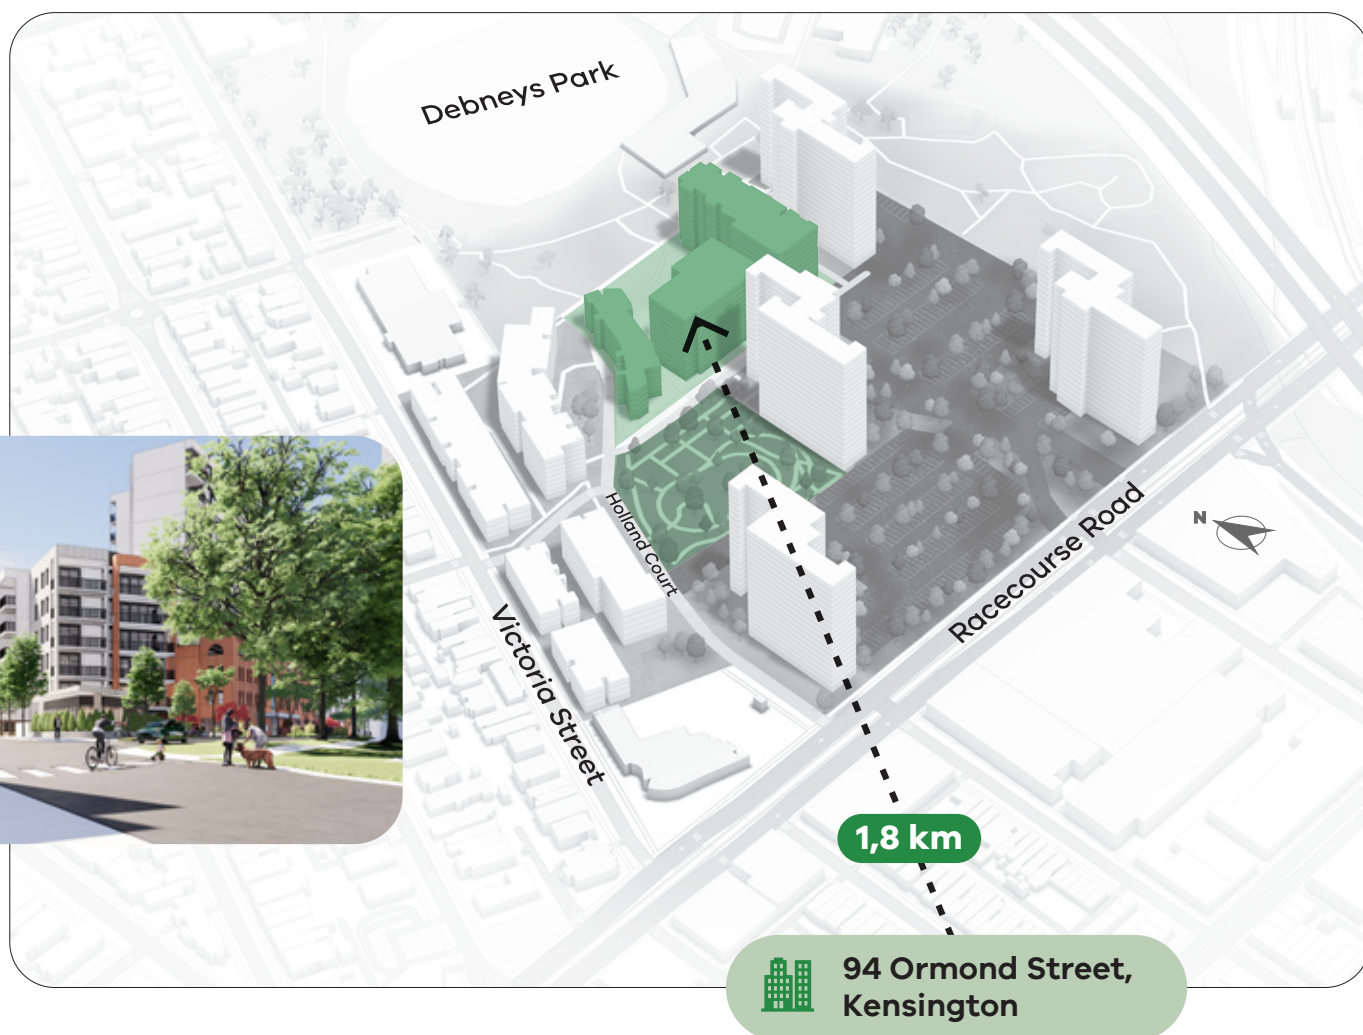 Debneys Park
Holland Court
Racecourse Road
N
Victoria Street
1,8 km
94 Ormond Street,
Kensington